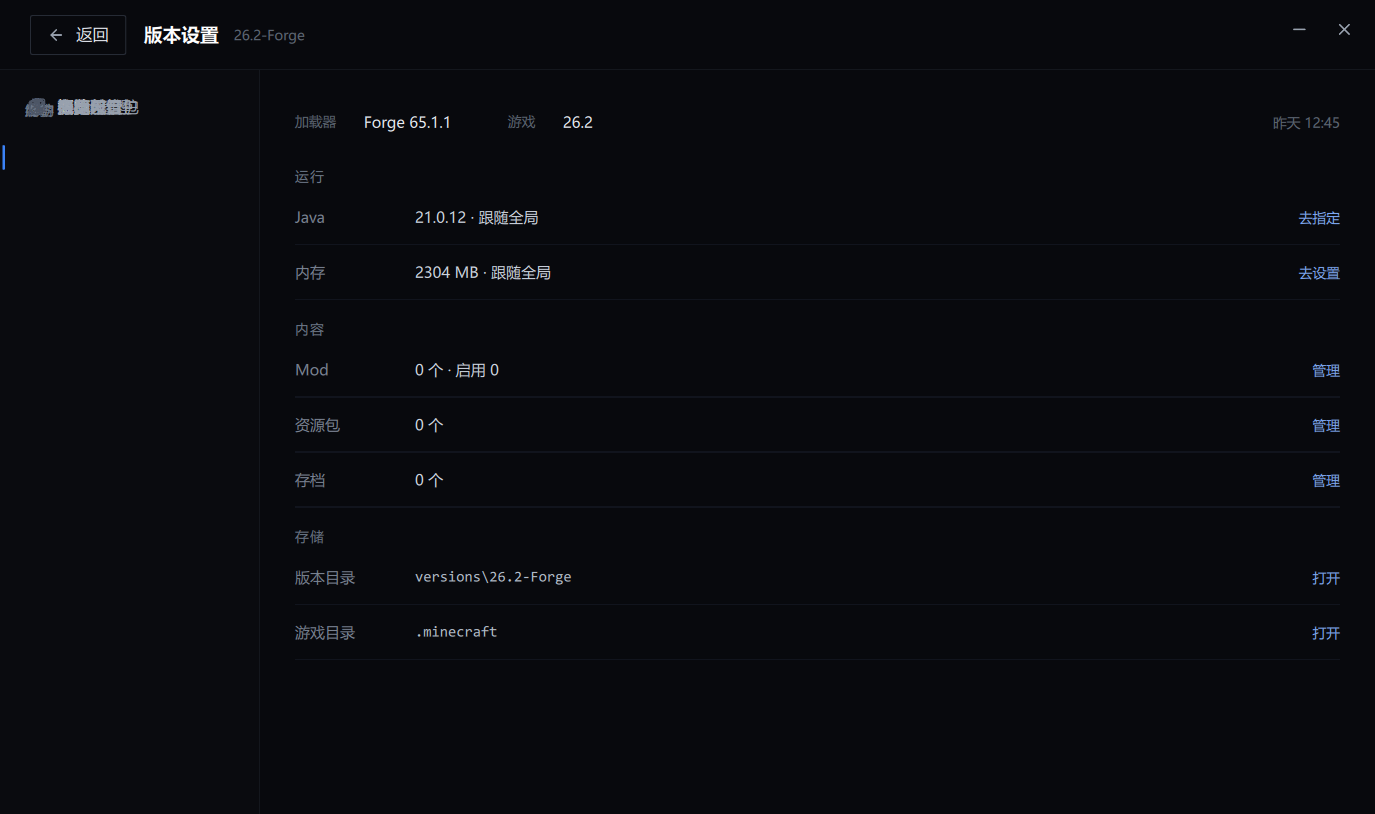 返回 版本设置 26.2-Forge
加载器 Forge 65.1.1 游戏 26.2 昨天 12:45
运行
Java 21.0.12 · 跟随全局 去指定
内存 2304 MB · 跟随全局 去设置
内容
Mod 0 个 · 启用 0 管理
资源包 0 个 管理
存档 0 个 管理
存储
版本目录 versions\26.2-Forge 打开
游戏目录 .minecraft 打开